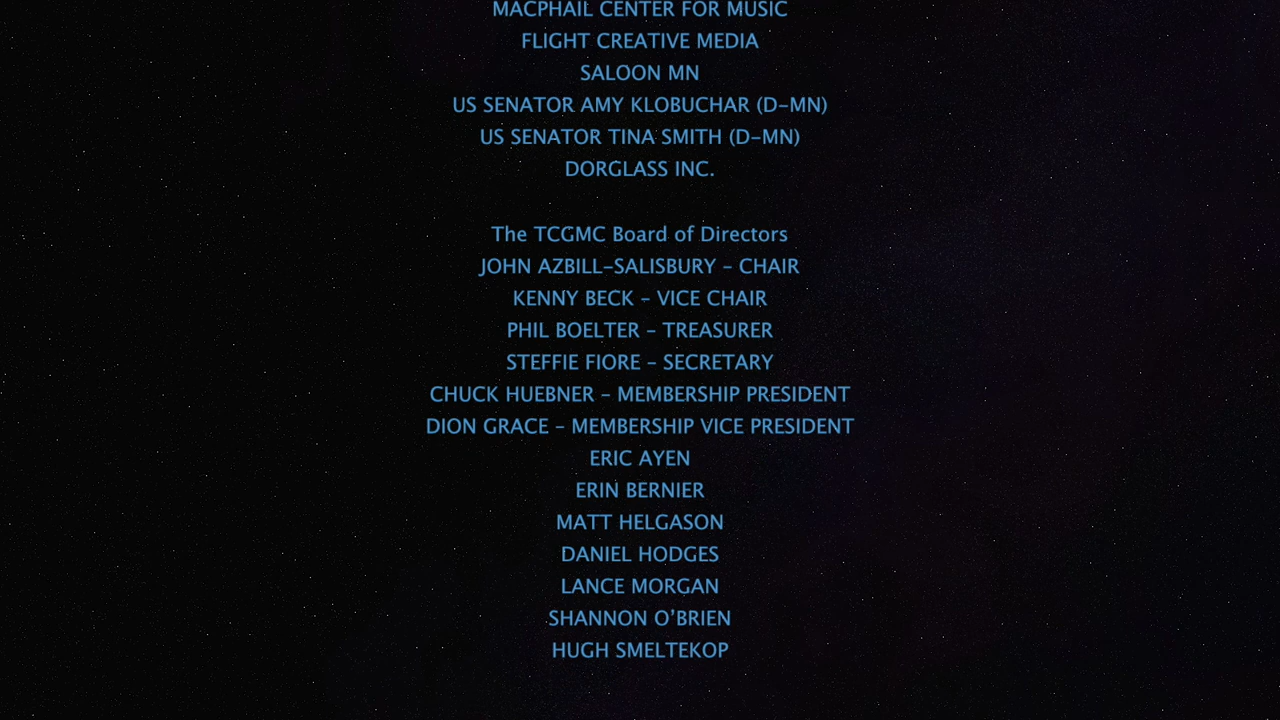 MACPHAIL CENTER FOR MUSIC
FLIGHT CREATIVE MEDIA
SALOON MN
US SENATOR AMY KLOBUCHAR (D-MN)
US SENATOR TINA SMITH (D-MN)
DORGLASS INC.
The TCGMC Board of Directors
JOHN AZBILL-SALISBURY – CHAIR
KENNY BECK – VICE CHAIR
PHIL BOELTER – TREASURER
STEFFIE FIORE – SECRETARY
CHUCK HUEBNER – MEMBERSHIP PRESIDENT
DION GRACE – MEMBERSHIP VICE PRESIDENT
ERIC AYEN
ERIN BERNIER
MATT HELGASON
DANIEL HODGES
LANCE MORGAN
SHANNON O’BRIEN
HUGH SMELTEKOP